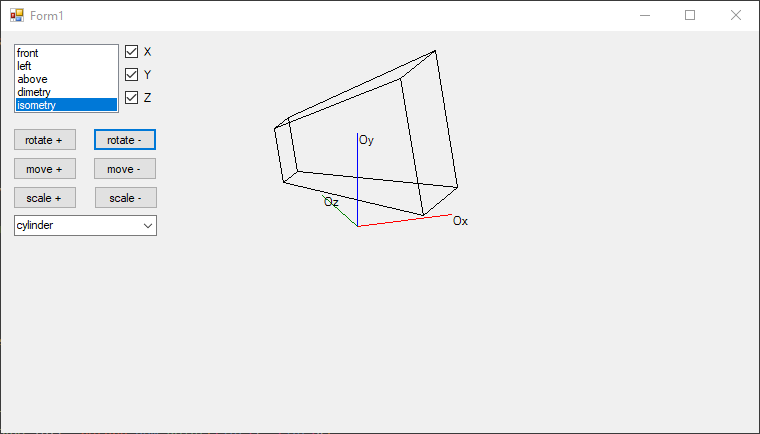 Form1
front
left
above
dimetry
isometry
X
Y
Z
rotate +
rotate -
move +
move -
scale +
scale -
cylinder
Oy
Oz
Ox